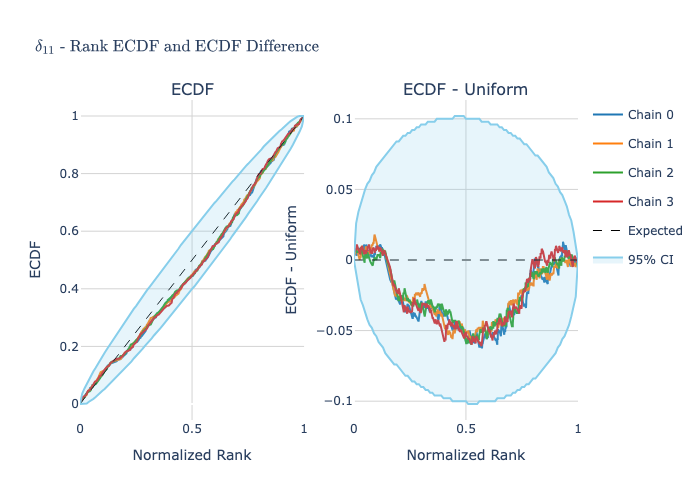 δ₁₁ - Rank ECDF and ECDF Difference
ECDF
ECDF
1
0.8
0.6
0.4
0.2
0
0
0.5
1
Normalized Rank
ECDF - Uniform
ECDF - Uniform
0.1
0.05
0
−0.05
−0.1
0
0.5
1
Normalized Rank
Chain 0
Chain 1
Chain 2
Chain 3
Expected
95% CI